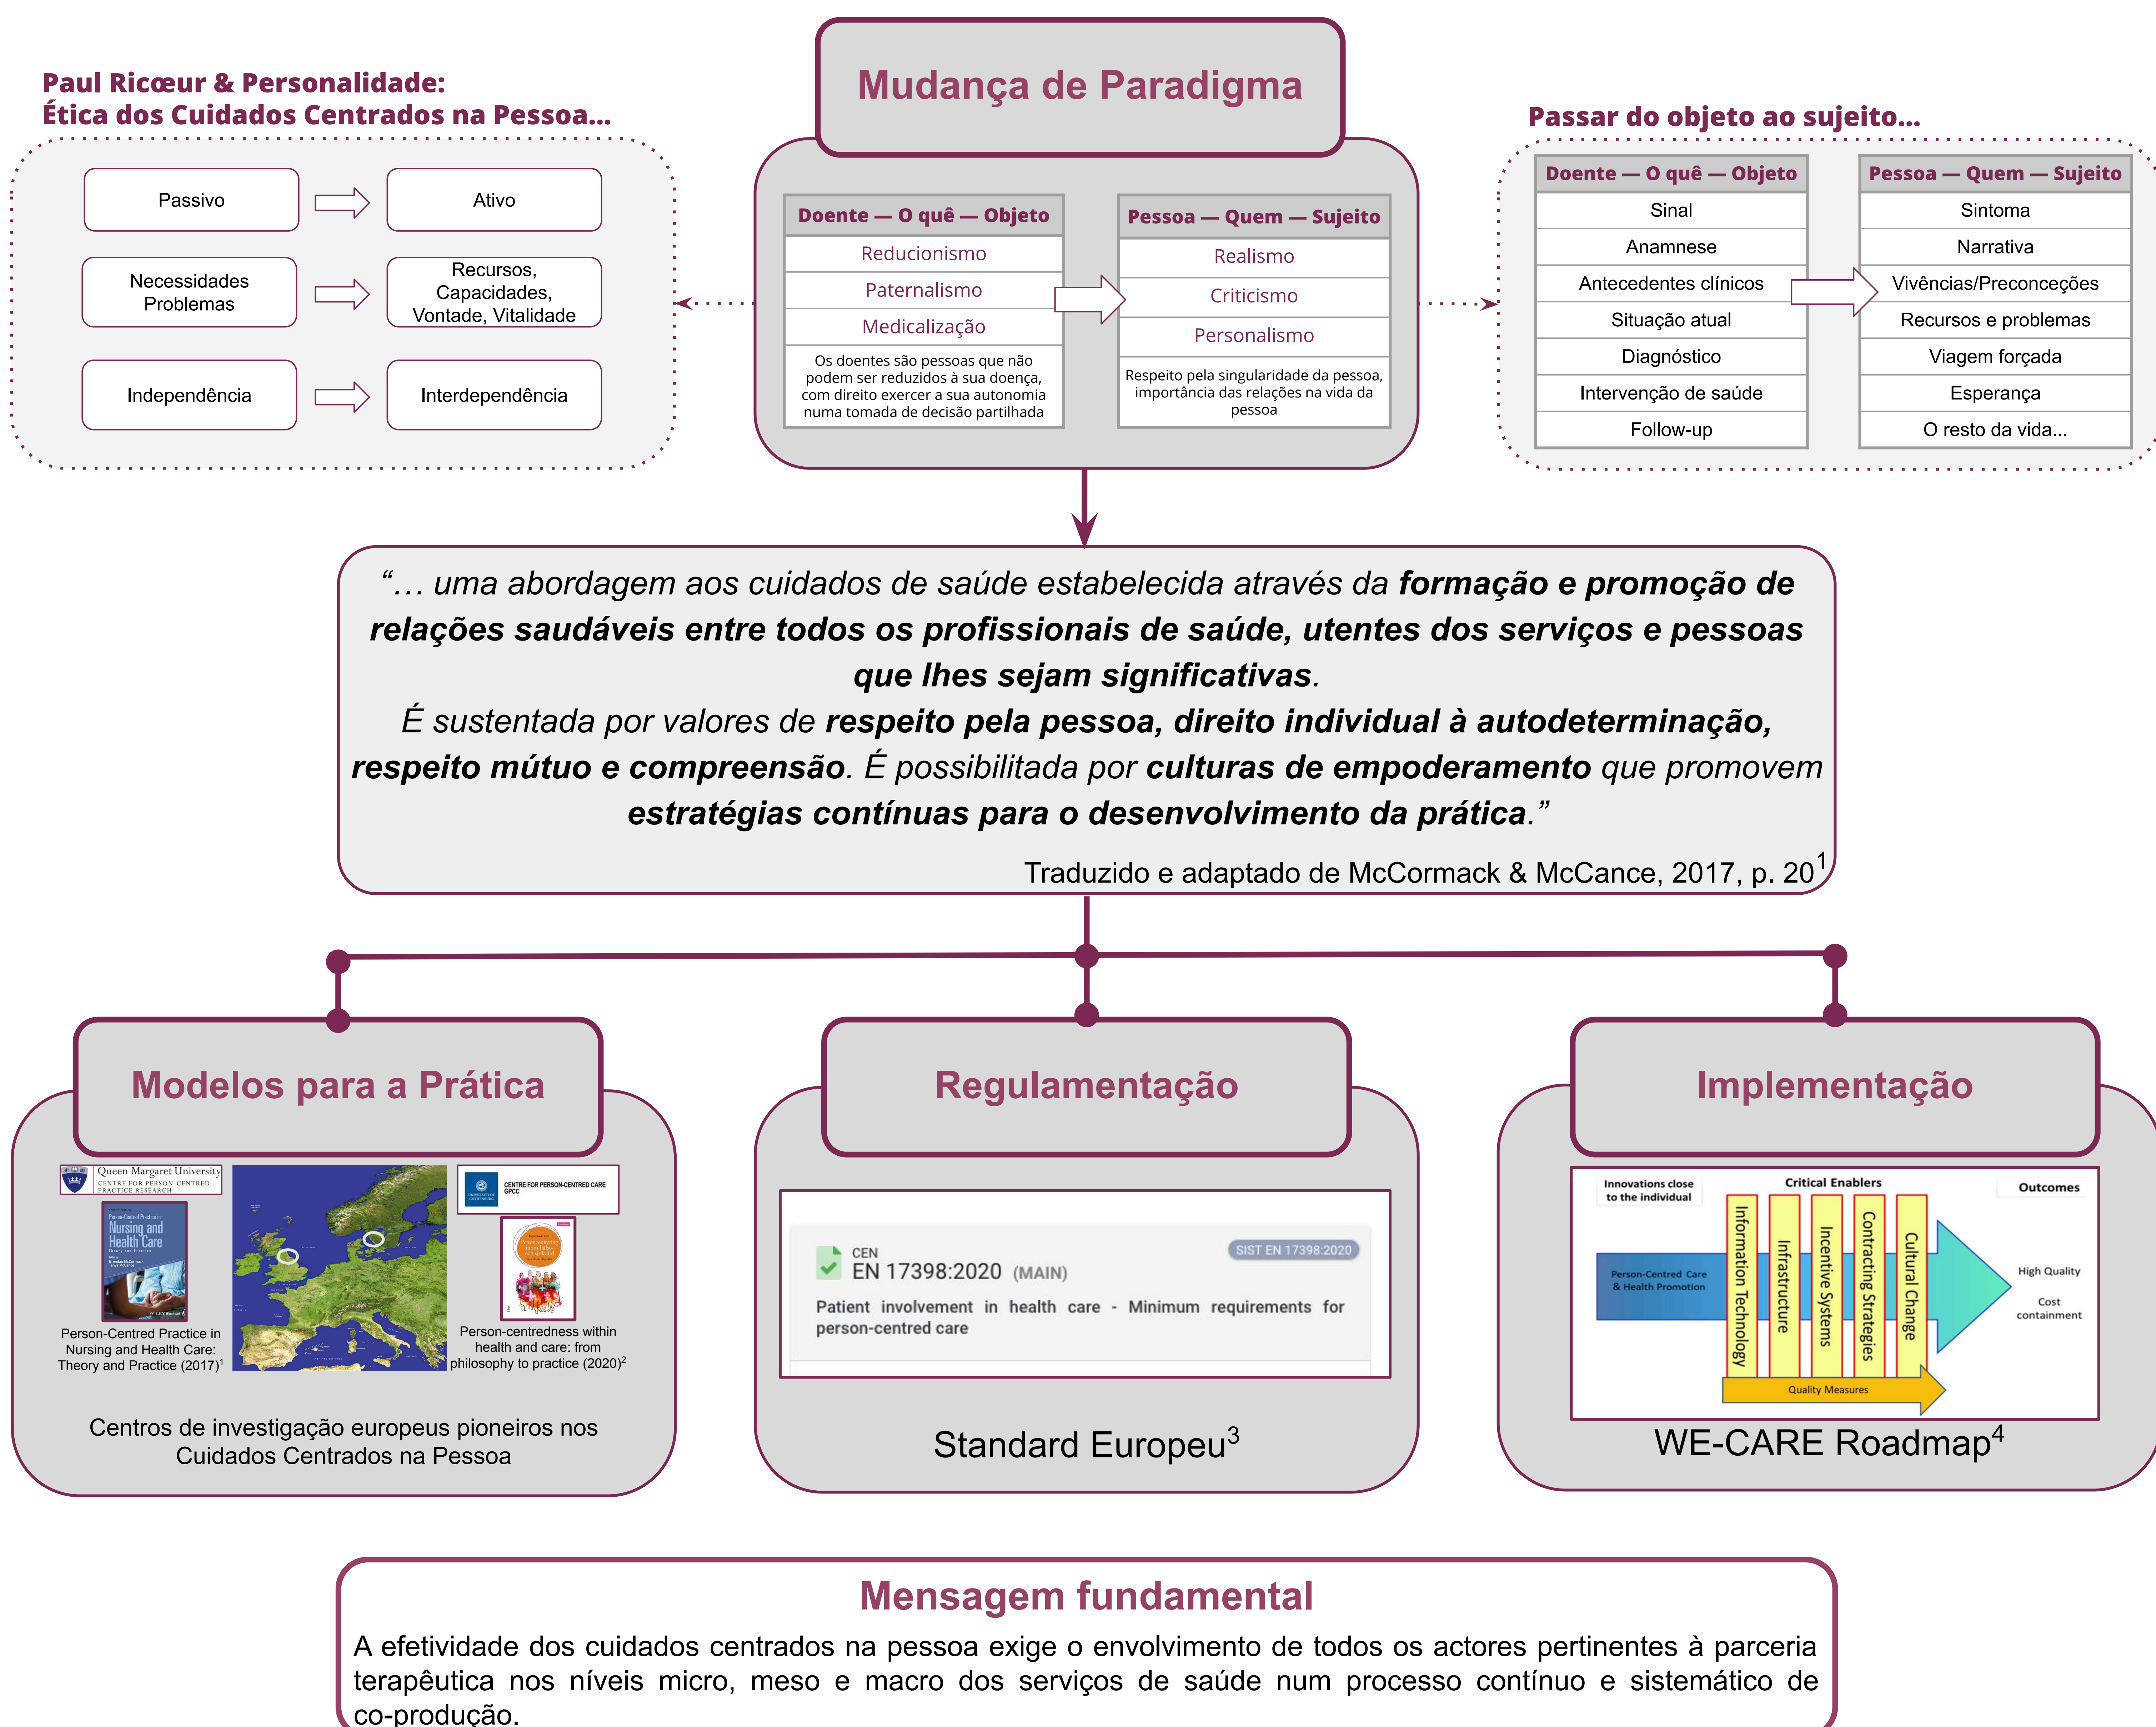 Mudança de Paradigma
Paul Ricœur & Personalidade:
Ética dos Cuidados Centrados na Pessoa...
Passivo
Ativo
Necessidades
Problemas
Recursos,
Capacidades,
Vontade, Vitalidade
Independência
Interdependência
Doente — O quê — Objeto
Reducionismo
Paternalismo
Medicalização
Os doentes são pessoas que não
podem ser reduzidos à sua doença,
com direito exercer a sua autonomia
numa tomada de decisão partilhada
Pessoa — Quem — Sujeito
Realismo
Criticismo
Personalismo
Respeito pela singularidade da pessoa,
importância das relações na vida da
pessoa
Passar do objeto ao sujeito...
Doente — O quê — Objeto
Sinal
Anamnese
Antecedentes clínicos
Situação atual
Diagnóstico
Intervenção de saúde
Follow-up
Pessoa — Quem — Sujeito
Sintoma
Narrativa
Vivências/Preconceções
Recursos e problemas
Viagem forçada
Esperança
O resto da vida...
“… uma abordagem aos cuidados de saúde estabelecida através da formação e promoção de
relações saudáveis entre todos os profissionais de saúde, utentes dos serviços e pessoas
que lhes sejam significativas.
É sustentada por valores de respeito pela pessoa, direito individual à autodeterminação,
respeito mútuo e compreensão. É possibilitada por culturas de empoderamento que promovem
estratégias contínuas para o desenvolvimento da prática.”
Traduzido e adaptado de McCormack & McCance, 2017, p. 20¹
Modelos para a Prática
Queen Margaret University
CENTRE FOR PERSON-CENTRED
PRACTICE RESEARCH
Person-Centred Practice in
Nursing and
Health Care
Theory and Practice
Person-Centred Practice in
Nursing and Health Care:
Theory and Practice (2017)¹
CENTRE FOR PERSON-CENTRED CARE
GPCC
Person-centredness within
health and care: from
philosophy to practice (2020)²
Centros de investigação europeus pioneiros nos
Cuidados Centrados na Pessoa
Regulamentação
CEN
EN 17398:2020 (MAIN)
SIST EN 17398:2020
Patient involvement in health care - Minimum requirements for
person-centred care
Standard Europeu³
Implementação
Innovations close
to the individual
Critical Enablers
Outcomes
Person-Centred Care
& Health Promotion
Information Technology
Infrastructure
Incentive Systems
Contracting Strategies
Cultural Change
High Quality
Cost
containment
Quality Measures
WE-CARE Roadmap⁴
Mensagem fundamental
A efetividade dos cuidados centrados na pessoa exige o envolvimento de todos os actores pertinentes à parceria
terapêutica nos níveis micro, meso e macro dos serviços de saúde num processo contínuo e sistemático de
co-produção.